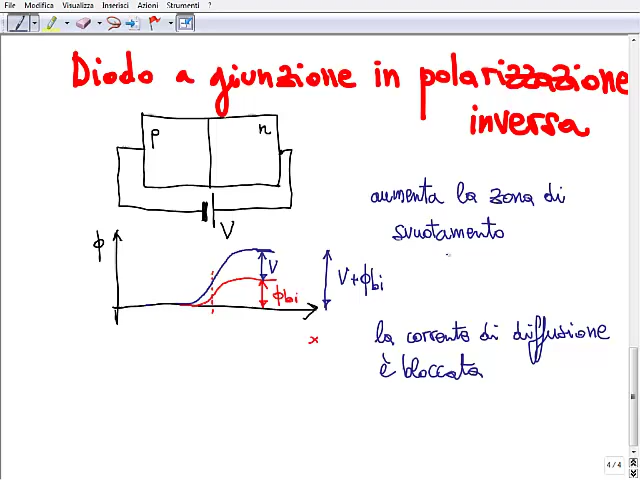 File Modifica Visualizza Inserisci Azioni Strumenti ?
Diodo a giunzione in polarizzazione
inversa
p n
V
aumenta la zona di
svuotamento
ϕ
V
ϕbi
V+ϕbi
x
la corrente di diffusione
è bloccata
4/4